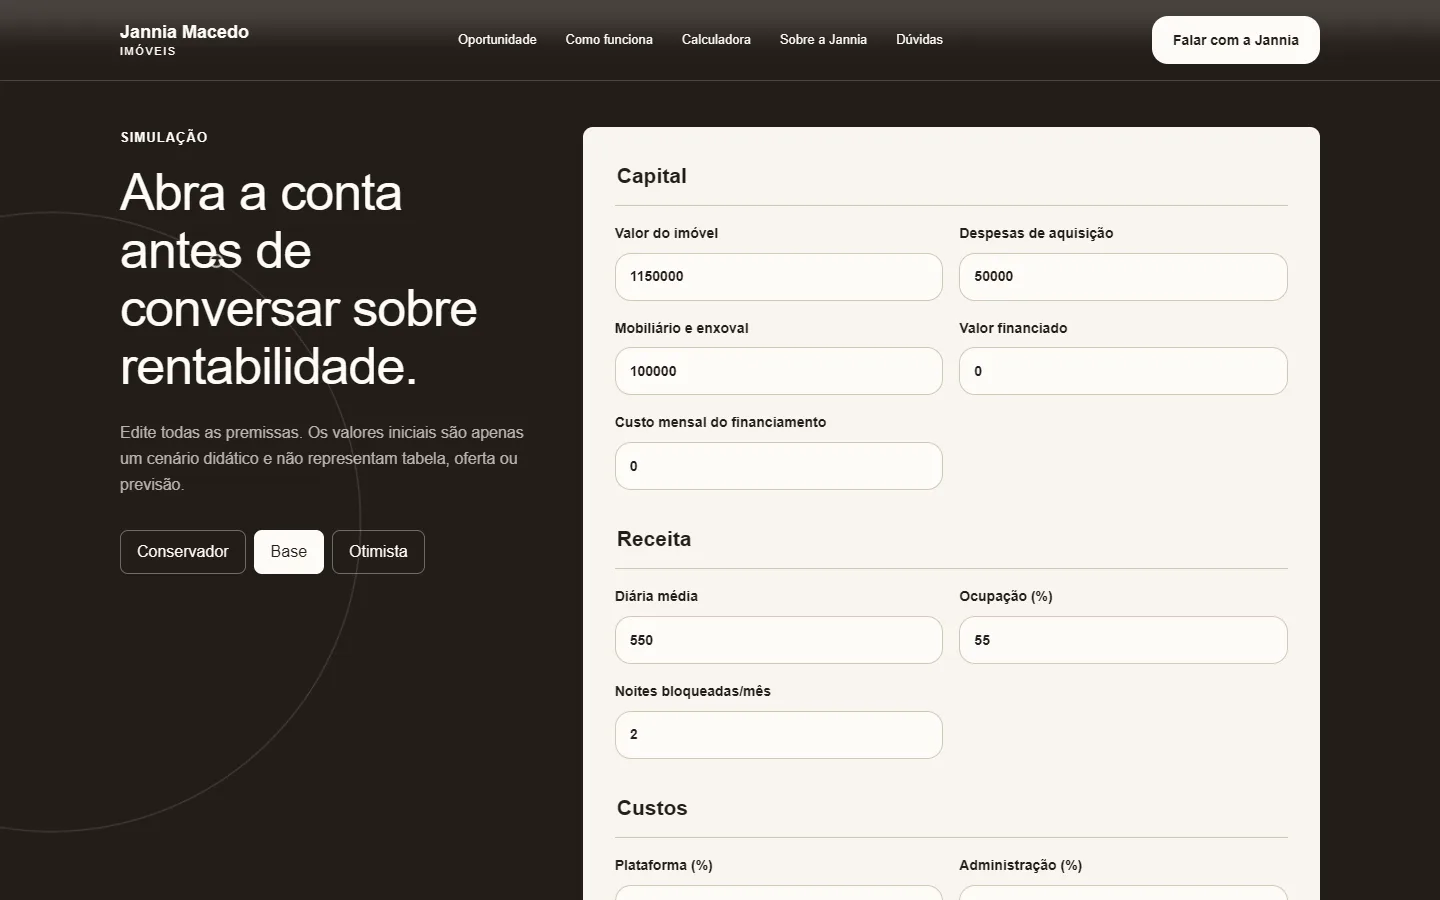 Jannia Macedo
IMÓVEIS
Oportunidade
Como funciona
Calculadora
Sobre a Jannia
Dúvidas
Falar com a Jannia
SIMULAÇÃO
Abra a conta
antes de
conversar sobre
rentabilidade.
Edite todas as premissas. Os valores iniciais são apenas
um cenário didático e não representam tabela, oferta ou
previsão.
Conservador
Base
Otimista
Capital
Valor do imóvel
1150000
Despesas de aquisição
50000
Mobiliário e enxoval
100000
Valor financiado
0
Custo mensal do financiamento
0
Receita
Diária média
550
Ocupação (%)
55
Noites bloqueadas/mês
2
Custos
Plataforma (%)
Administração (%)